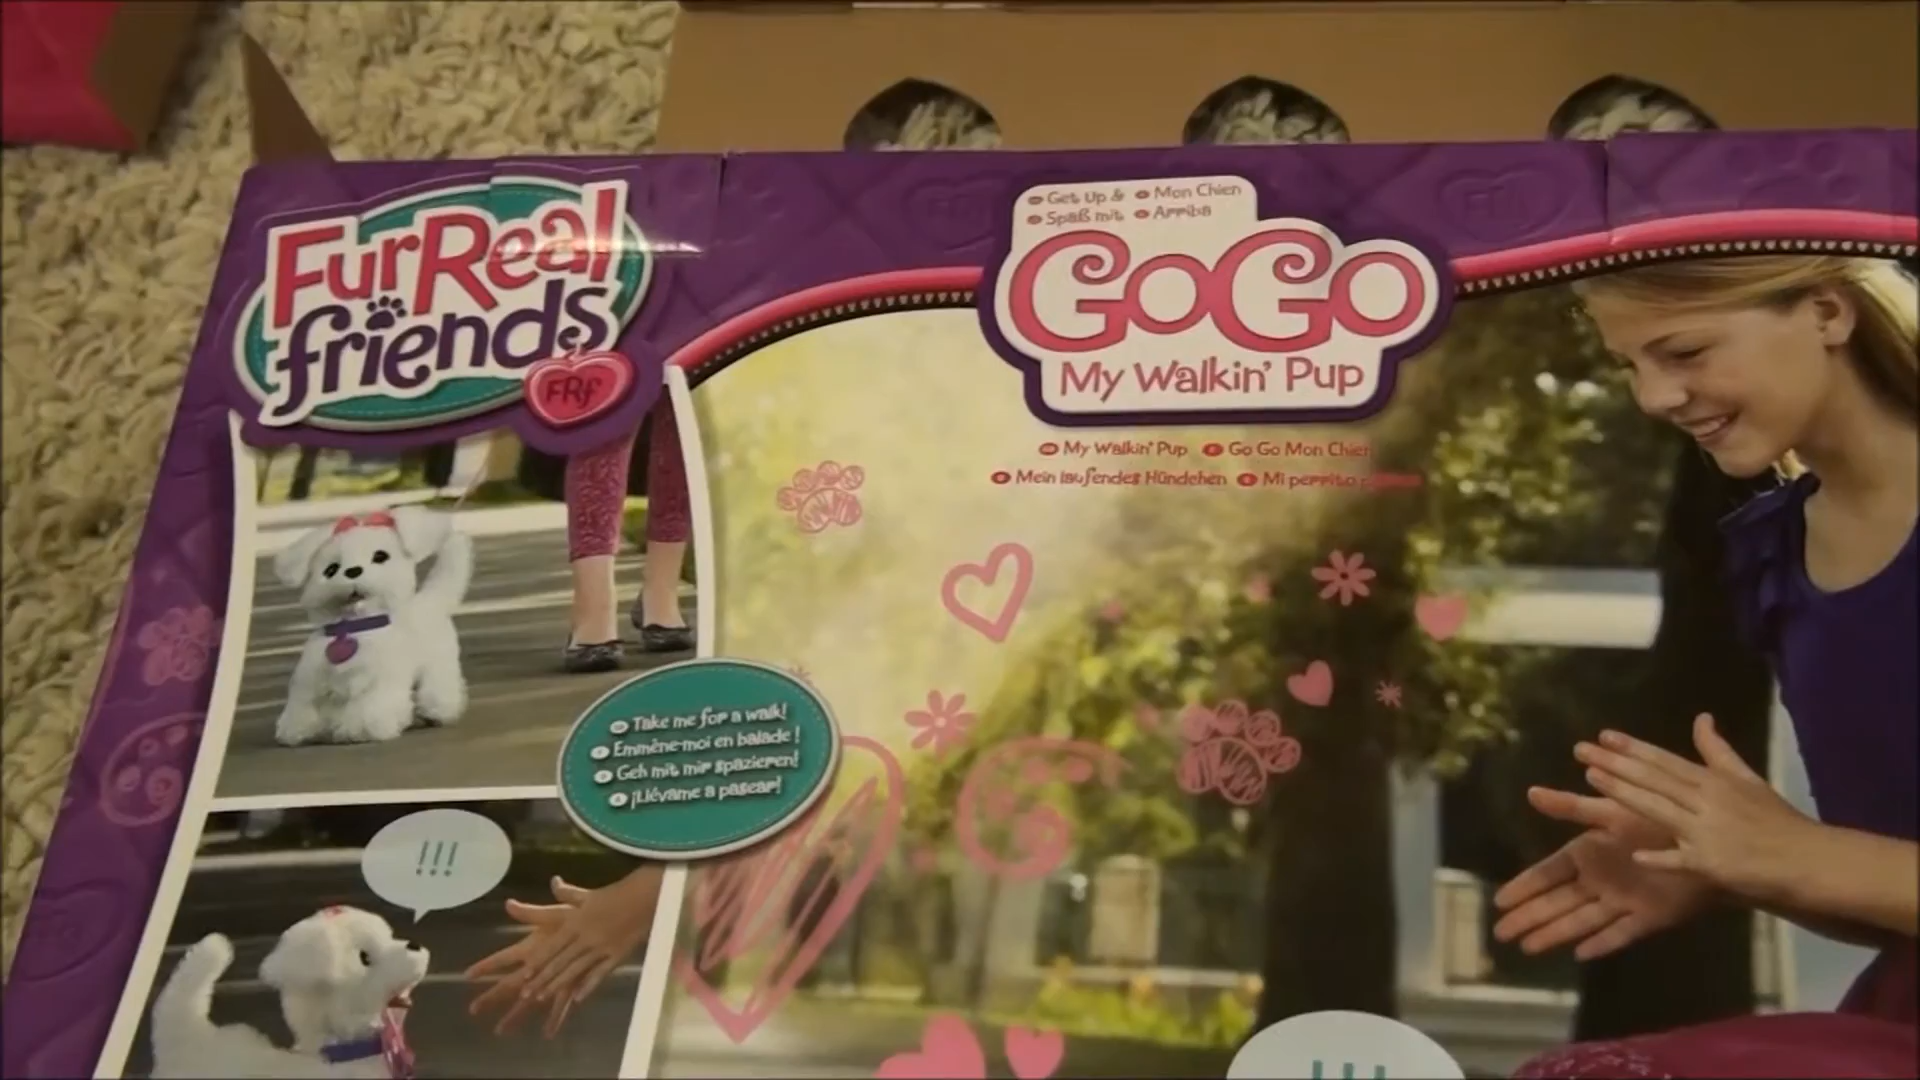 FurReal
friends
FRf
Get Up & Mon Chien
Spaß mit Arriba
GoGo
My Walkin' Pup
My Walkin' Pup Go Go Mon Chien
Mein laufendes Hündchen Mi perrito
Take me for a walk!
Emmène-moi en balade !
Geh mit mir spazieren!
¡Llévame a pasear!
!!!
!!!